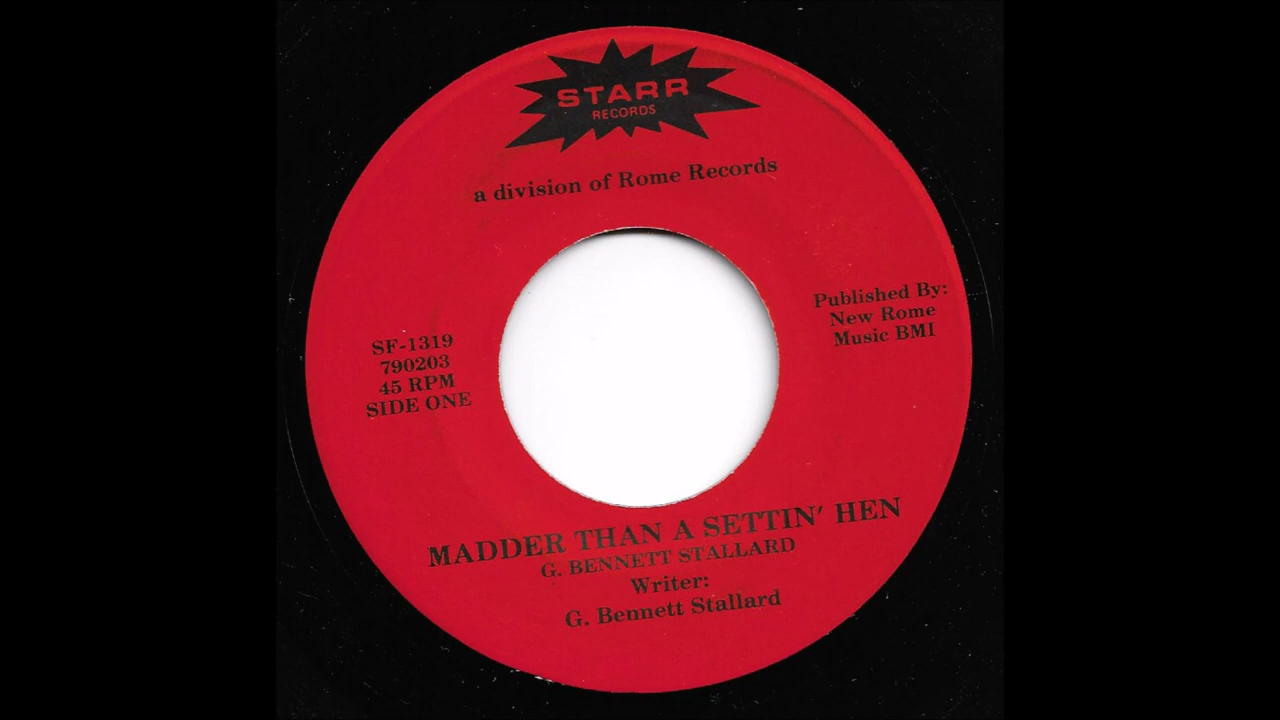 STARR
RECORDS
a division of Rome Records
Published By:
New Rome
Music BMI
SF-1319
790203
45 RPM
SIDE ONE
MADDER THAN A SETTIN' HEN
G. BENNETT STALLARD
Writer:
G. Bennett Stallard